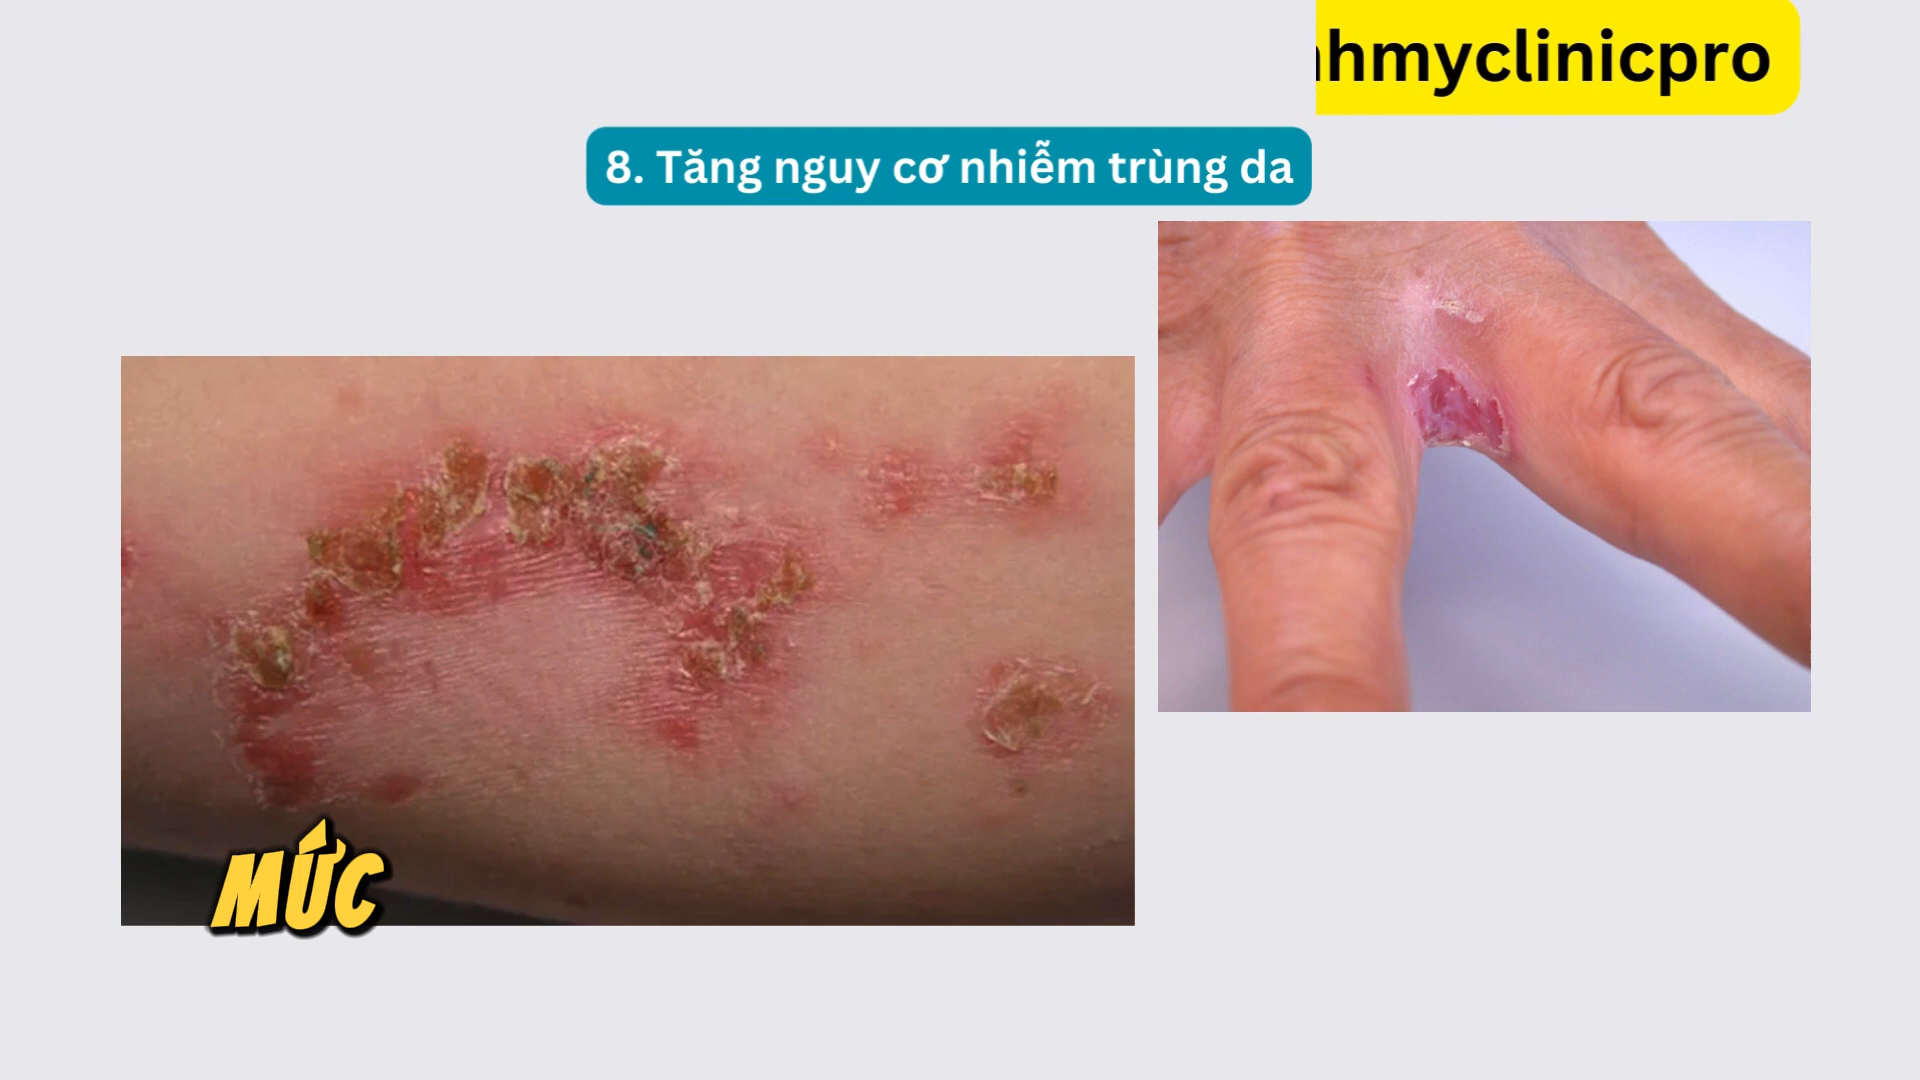 hmyclinicpro
8. Tăng nguy cơ nhiễm trùng da
MỨC